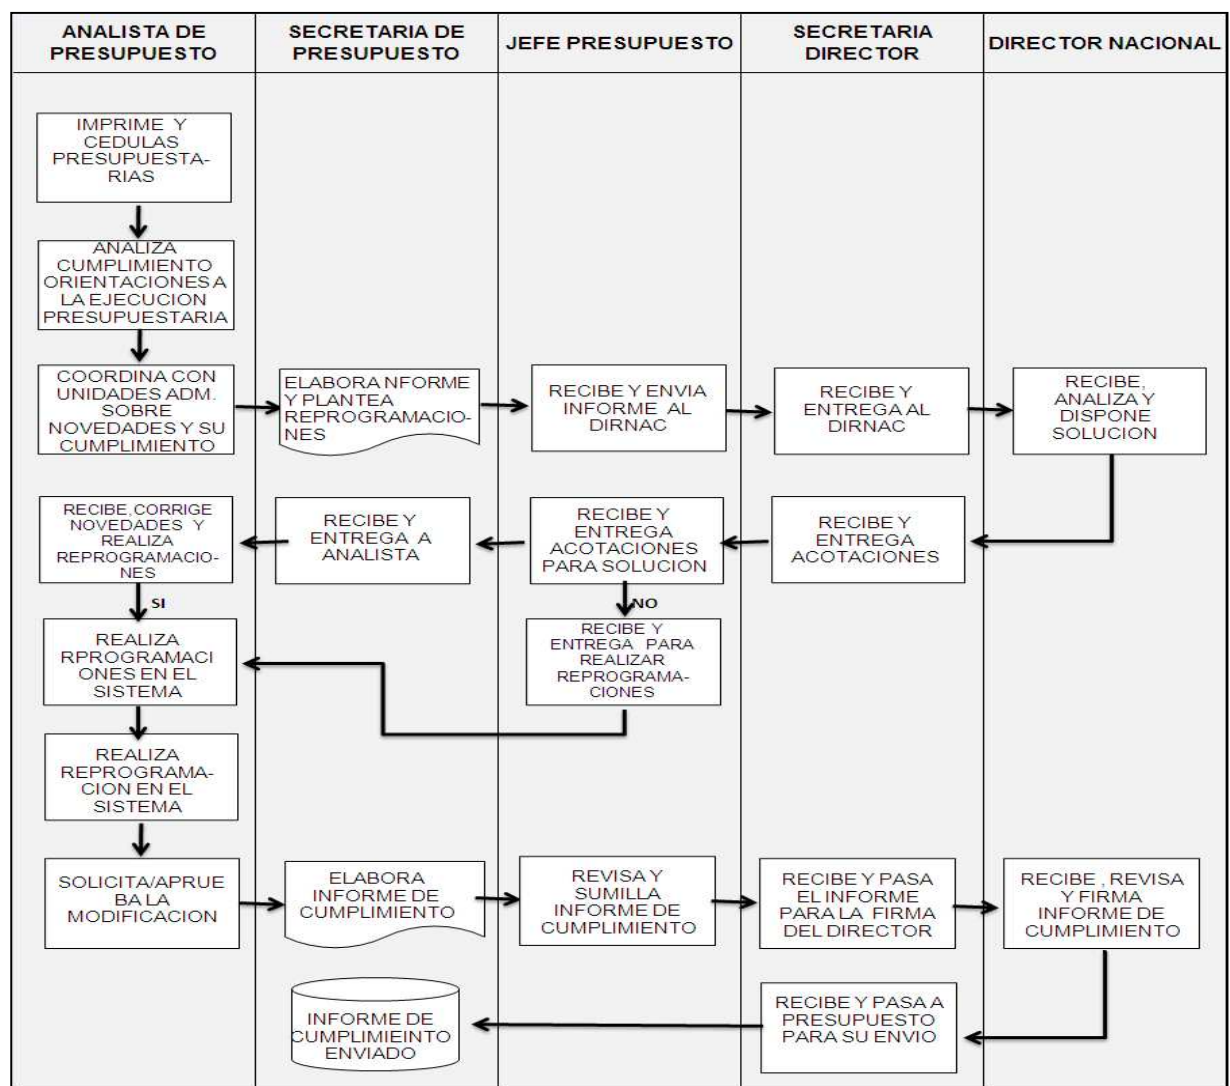 ANALISTA DE
PRESUPUESTO
SECRETARIA DE
PRESUPUESTO
JEFE PRESUPUESTO
SECRETARIA
DIRECTOR
DIRECTOR NACIONAL
IMPRIME Y
CEDULAS
PRESUPUESTA-
RIAS
ANALIZA
CUMPLIMIENTO
ORIENTACIONES A
LA EJECUCION
PRESUPUESTARIA
COORDINA CON
UNIDADES ADM.
SOBRE
NOVEDADES Y SU
CUMPLIMIENTO
ELABORA NFORME
Y PLANTEA
REPROGRAMACIO-
NES
RECIBE Y ENVIA
INFORME AL
DIRNAC
RECIBE Y
ENTREGA AL
DIRNAC
RECIBE,
ANALIZA Y
DISPONE
SOLUCION
RECIBE,CORRIGE
NOVEDADES Y
REALIZA
REPROGRAMACIO-
NES
RECIBE Y
ENTREGA A
ANALISTA
RECIBE Y
ENTREGA
ACOTACIONES
PARA SOLUCION
RECIBE Y
ENTREGA
ACOTACIONES
SI
NO
REALIZA
RPROGRAMACI
ONES EN EL
SISTEMA
RECIBE Y
ENTREGA PARA
REALIZAR
REPROGRAMA-
CIONES
REALIZA
REPROGRAMA-
CION EN EL
SISTEMA
SOLICITA/APRUE
BA LA
MODIFICACION
ELABORA
INFORME DE
CUMPLIMIENTO
REVISA Y
SUMILLA
INFORME DE
CUMPLIMIENTO
RECIBE Y PASA
EL INFORME
PARA LA FIRMA
DEL DIRECTOR
RECIBE , REVISA
Y FIRMA
INFORME DE
CUMPLIMIENTO
INFORME DE
CUMPLIMIEINTO
ENVIADO
RECIBE Y PASA A
PRESUPUESTO
PARA SU ENVIO